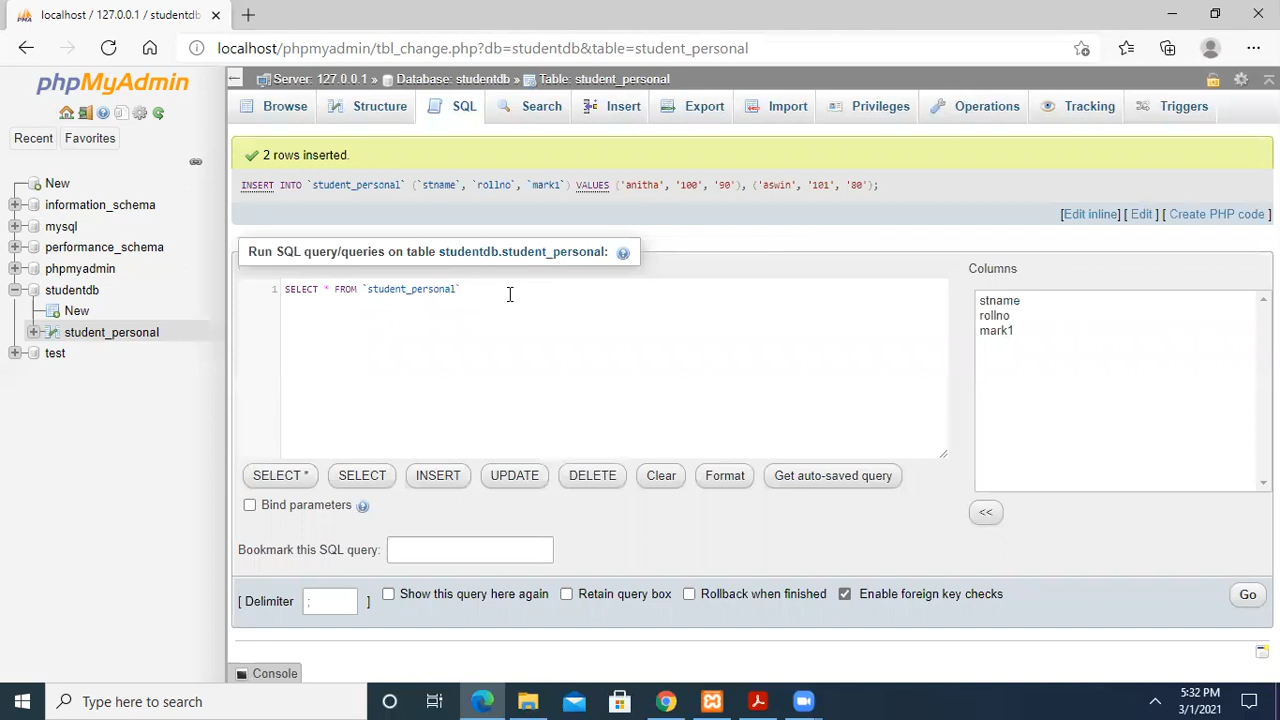 localhost / 127.0.0.1 / studentdb
localhost/phpmyadmin/tbl_change.php?db=studentdb&table=student_personal
phpMyAdmin
Recent
Favorites
New
information_schema
mysql
performance_schema
phpmyadmin
studentdb
New
student_personal
test
Server: 127.0.0.1 » Database: studentdb » Table: student_personal
Browse Structure SQL Search Insert Export Import Privileges Operations Tracking Triggers
2 rows inserted.
INSERT INTO `student_personal` (`stname`, `rollno`, `mark1`) VALUES ('anitha', '100', '90'), ('aswin', '101', '80');
[Edit inline] [ Edit ] [ Create PHP code ]
Run SQL query/queries on table studentdb.student_personal:
1 SELECT * FROM `student_personal`
Columns
stname
rollno
mark1
SELECT * SELECT INSERT UPDATE DELETE Clear Format Get auto-saved query
<<
Bind parameters
Bookmark this SQL query:
[ Delimiter ; ] Show this query here again Retain query box Rollback when finished Enable foreign key checks Go
Console
Type here to search
5:32 PM
3/1/2021